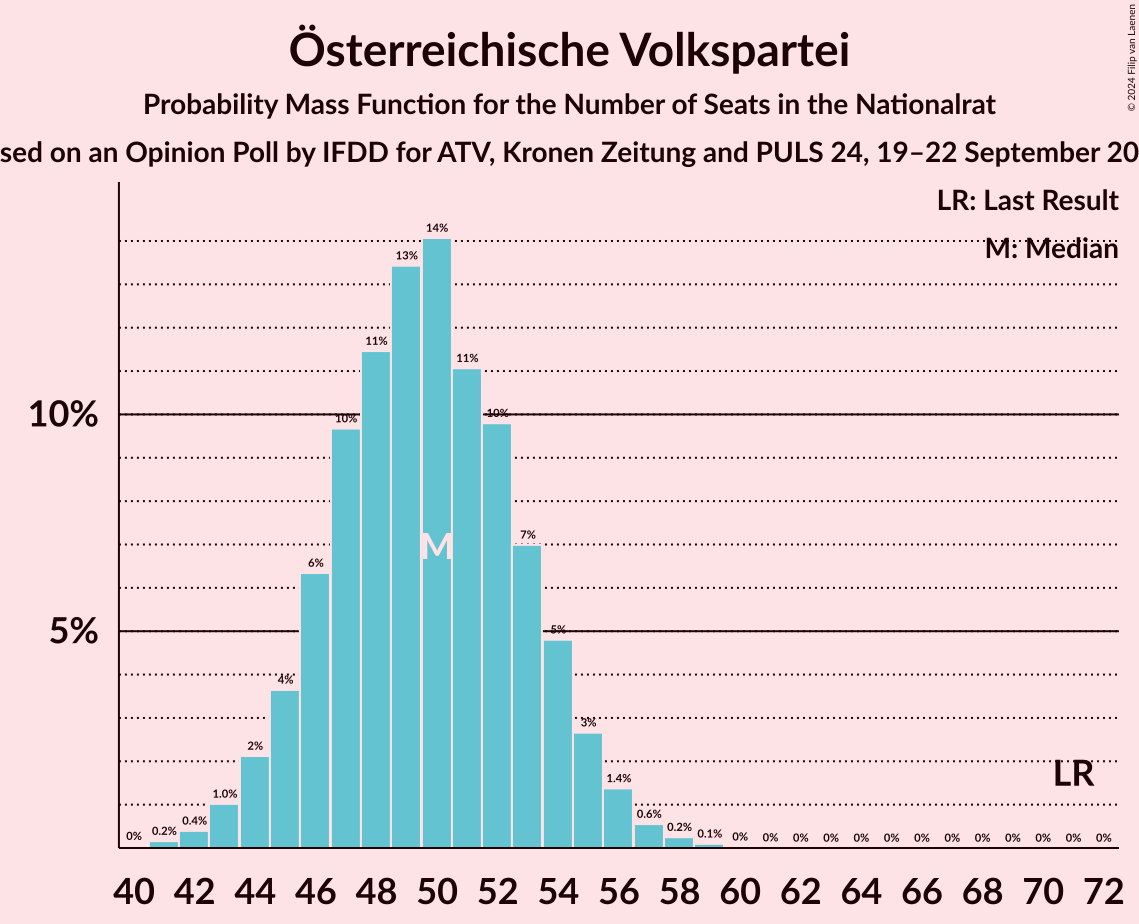 Österreichische Volkspartei
Probability Mass Function for the Number of Seats in the Nationalrat
sed on an Opinion Poll by IFDD for ATV, Kronen Zeitung and PULS 24, 19–22 September 20
© 2024 Filip van Laenen
LR: Last Result
M: Median
10%
5%
0% 0.2% 0.4% 1.0% 2% 4% 6% 10% 11% 13% 14% 11% 10% 7% 5% 3% 1.4% 0.6% 0.2% 0.1% 0% 0% 0% 0% 0% 0% 0% 0% 0% 0% 0% 0% 0%
M
LR
40 42 44 46 48 50 52 54 56 58 60 62 64 66 68 70 72